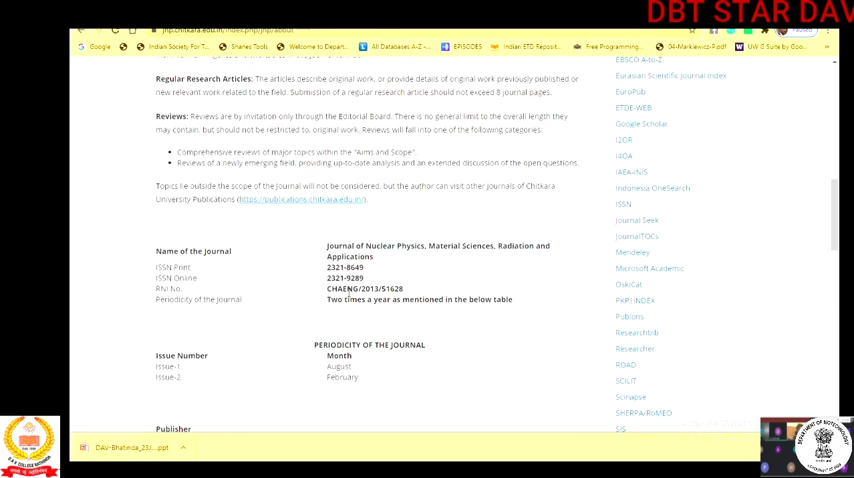 DBT STAR DAV
jnp.chitkara.edu.in/index.php/jnp/about
Google
Indian Society For T...
Shanes Tools
Welcome to Depart...
All Databases A-Z -...
EPISODES
Indian ETD Reposit...
Free Programming...
04-Markiewicz-P.pdf
UW G Suite by Goo...
»
Regular Research Articles: The articles describe original work, or provide details of original work previously published or
new relevant work related to the field. Submission of a regular research article should not exceed 8 journal pages.
Reviews: Reviews are by invitation only through the Editorial Board. There is no general limit to the overall length they
may contain, but should not be restricted to, original work. Reviews will fall into one of the following categories:
• Comprehensive reviews of major topics within the "Aims and Scope".
• Reviews of a newly emerging field, providing up-to-date analysis and an extended discussion of the open questions.
Topics lie outside the scope of the Journal will not be considered, but the author can visit other journals of Chitkara
University Publications (https://publications.chitkara.edu.in/).
Name of the Journal
Journal of Nuclear Physics, Material Sciences, Radiation and
Applications
ISSN Print 2321-8649
ISSN Online 2321-9289
RNI No. CHAENG/2013/51628
Periodicity of the Journal Two times a year as mentioned in the below table
PERIODICITY OF THE JOURNAL
Issue Number Month
Issue-1 August
Issue-2 February
Publisher
EBSCO A-to-Z
Eurasian Scientific Journal Index
EuroPub
ETDE-WEB
Google Scholar
I2OR
I4OA
IAEA-INIS
Indonesia OneSearch
ISSN
Journal Seek
JournalTOCs
Mendeley
Microsoft Academic
OskiCat
PKP|INDEX
Publons
Researchbib
Researcher
ROAD
SCILIT
Scinapse
SHERPA/RoMEO
SIS
DAV-Bhatinda_23J....ppt